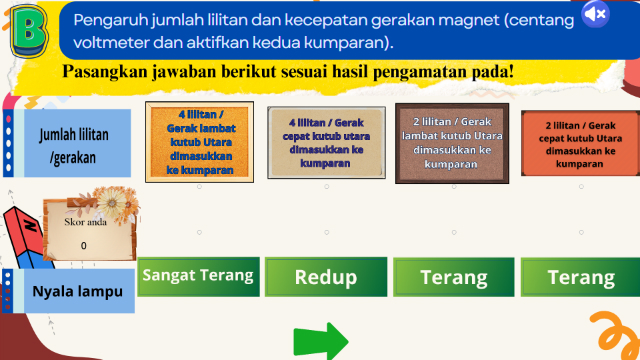 B
Pengaruh jumlah lilitan dan kecepatan gerakan magnet (centang
voltmeter dan aktifkan kedua kumparan).
Pasangkan jawaban berikut sesuai hasil pengamatan pada!
Jumlah lilitan
/gerakan
4 lilitan /
Gerak lambat
kutub Utara
dimasukkan
ke kumparan
4 lilitan / Gerak
cepat kutub utara
dimasukkan ke
kumparan
2 lilitan / Gerak
lambat kutub Utara
dimasukkan ke
kumparan
2 lilitan / Gerak
cepat kutub Utara
dimasukkan ke
kumparan
N
Skor anda
0
Nyala lampu
Sangat Terang
Redup
Terang
Terang